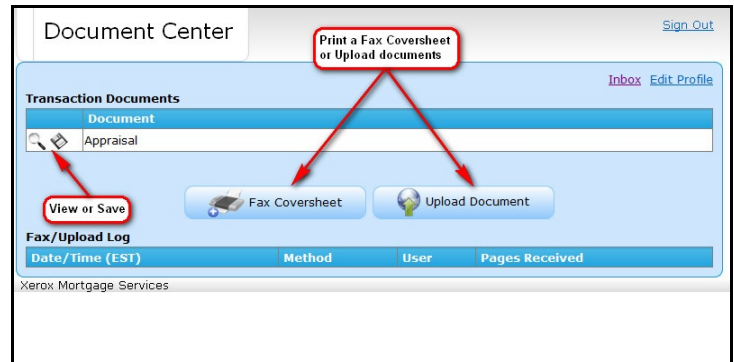 Document Center
Print a Fax Coversheet
or Upload documents
Sign Out
Inbox Edit Profile
Transaction Documents
Document
Appraisal
View or Save
Fax Coversheet
Upload Document
Fax/Upload Log
Date/Time (EST) Method User Pages Received
Xerox Mortgage Services